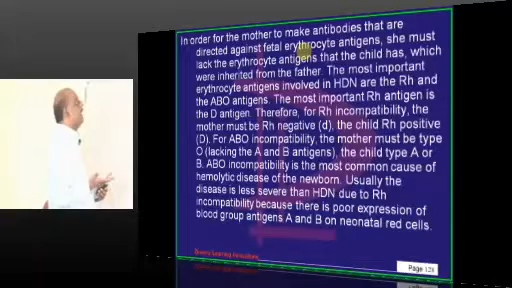 In order for the mother to make antibodies that are
directed against fetal erythrocyte antigens, she must
lack the erythrocyte antigens that the child has, which
were inherited from the father. The most important
erythrocyte antigens involved in HDN are the Rh and
the ABO antigens. The most important Rh antigen is
the D antigen. Therefore, for Rh incompatibility, the
mother must be Rh negative (d), the child Rh positive
(D). For ABO incompatibility, the mother must be type
O (lacking the A and B antigens), the child type A or
B. ABO incompatibility is the most common cause of
hemolytic disease of the newborn. Usually the
disease is less severe than HDN due to Rh
incompatibility because there is poor expression of
blood group antigens A and B on neonatal red cells.